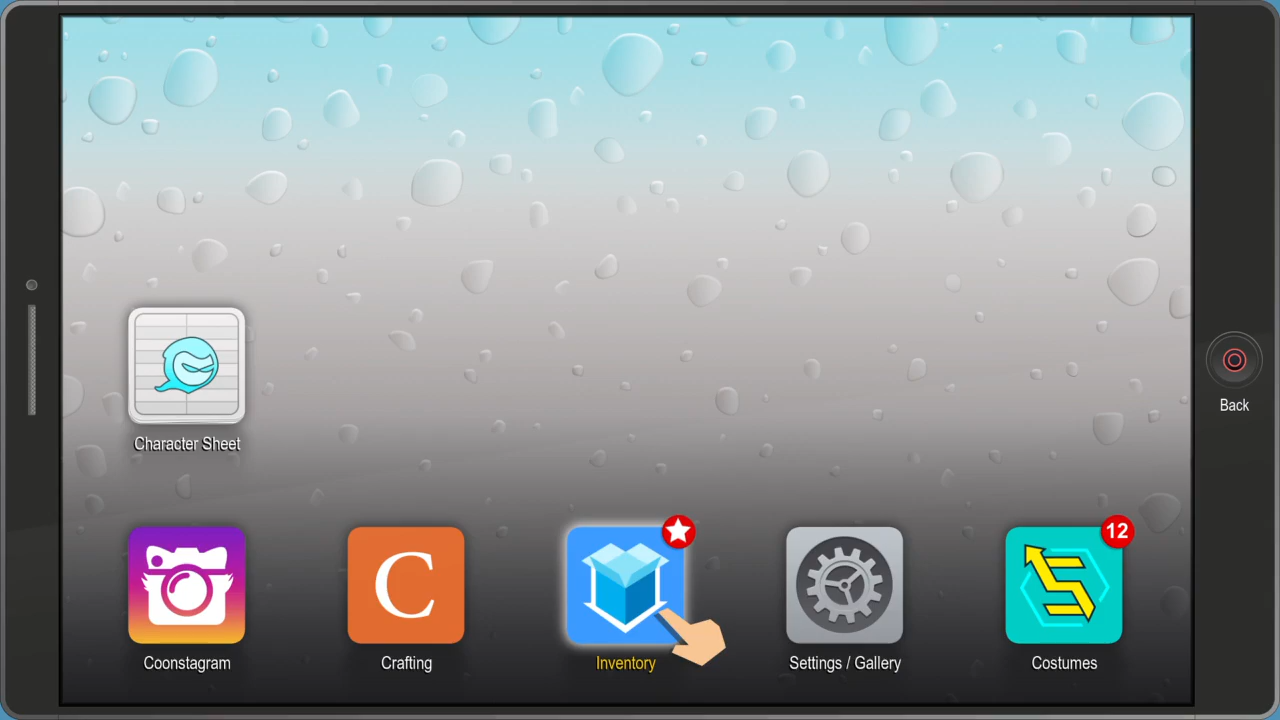 Back
Character Sheet
12
C
Coonstagram
Crafting
Inventory
Settings / Gallery
Costumes